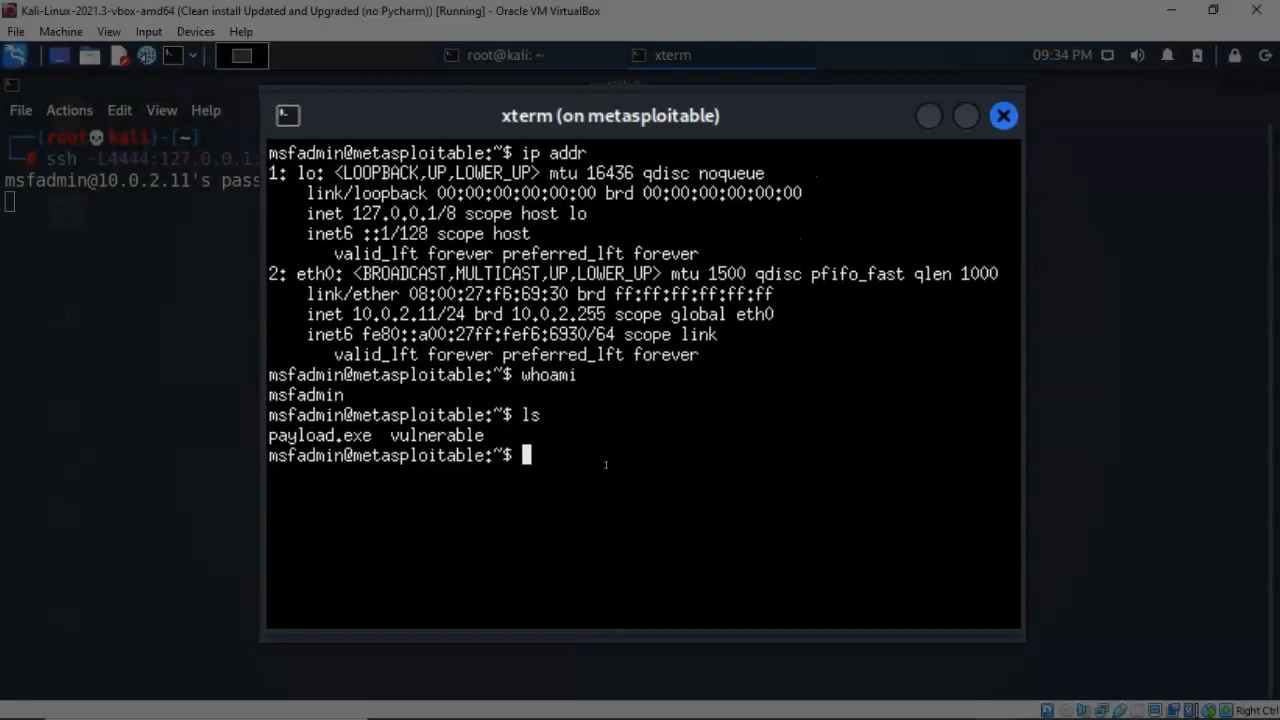 Kali-Linux-2021.3-vbox-amd64 (Clean install Updated and Upgraded (no Pycharm)) [Running] - Oracle VM VirtualBox
File Machine View Input Devices Help
root@kali: ~ xterm 09:34 PM
File Actions Edit View Help
(root kali)-[~]
# ssh -L4444:127.0.0.1:
msfadmin@10.0.2.11's pass
xterm (on metasploitable)
msfadmin@metasploitable:~$ ip addr
1: lo: <LOOPBACK,UP,LOWER_UP> mtu 16436 qdisc noqueue
link/loopback 00:00:00:00:00:00 brd 00:00:00:00:00:00
inet 127.0.0.1/8 scope host lo
inet6 ::1/128 scope host
valid_lft forever preferred_lft forever
2: eth0: <BROADCAST,MULTICAST,UP,LOWER_UP> mtu 1500 qdisc pfifo_fast qlen 1000
link/ether 08:00:27:f6:69:30 brd ff:ff:ff:ff:ff:ff
inet 10.0.2.11/24 brd 10.0.2.255 scope global eth0
inet6 fe80::a00:27ff:fef6:6930/64 scope link
valid_lft forever preferred_lft forever
msfadmin@metasploitable:~$ whoami
msfadmin
msfadmin@metasploitable:~$ ls
payload.exe vulnerable
msfadmin@metasploitable:~$
Right Ctrl